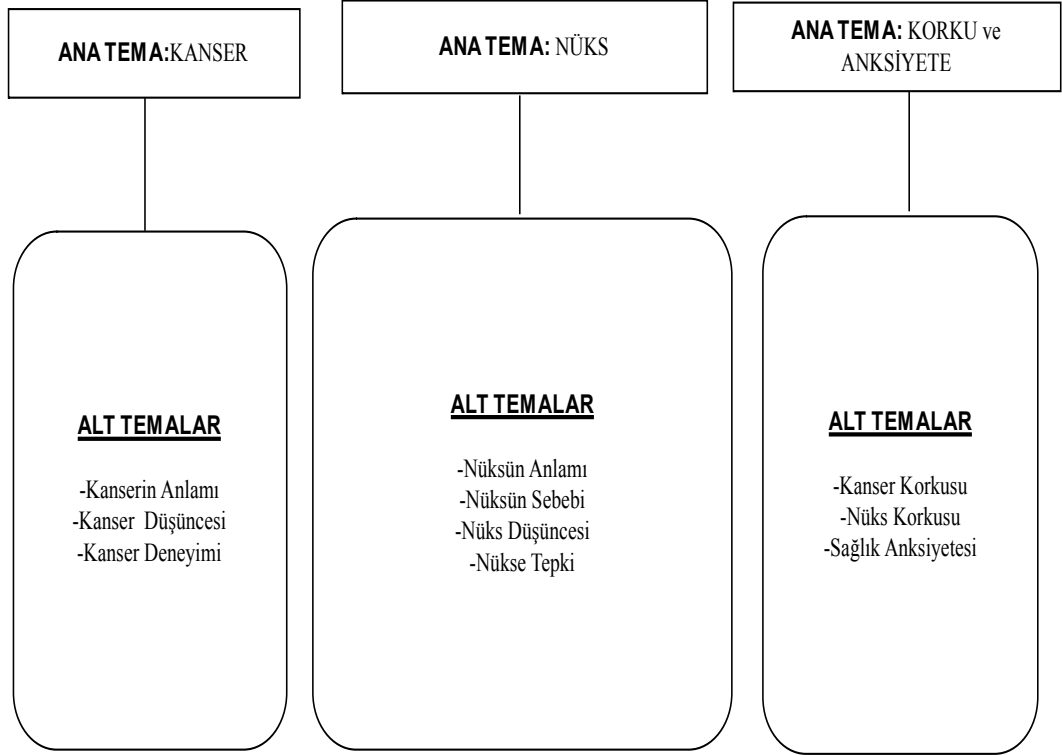 ANA TEMA:KANSER
ALT TEMALAR
-Kanserin Anlamı
-Kanser Düşüncesi
-Kanser Deneyimi
ANA TEMA: NÜKS
ALT TEMALAR
-Nüksün Anlamı
-Nüksün Sebebi
-Nüks Düşüncesi
-Nükse Tepki
ANA TEMA: KORKU ve
ANKSİYETE
ALT TEMALAR
-Kanser Korkusu
-Nüks Korkusu
-Sağlık Anksiyetesi